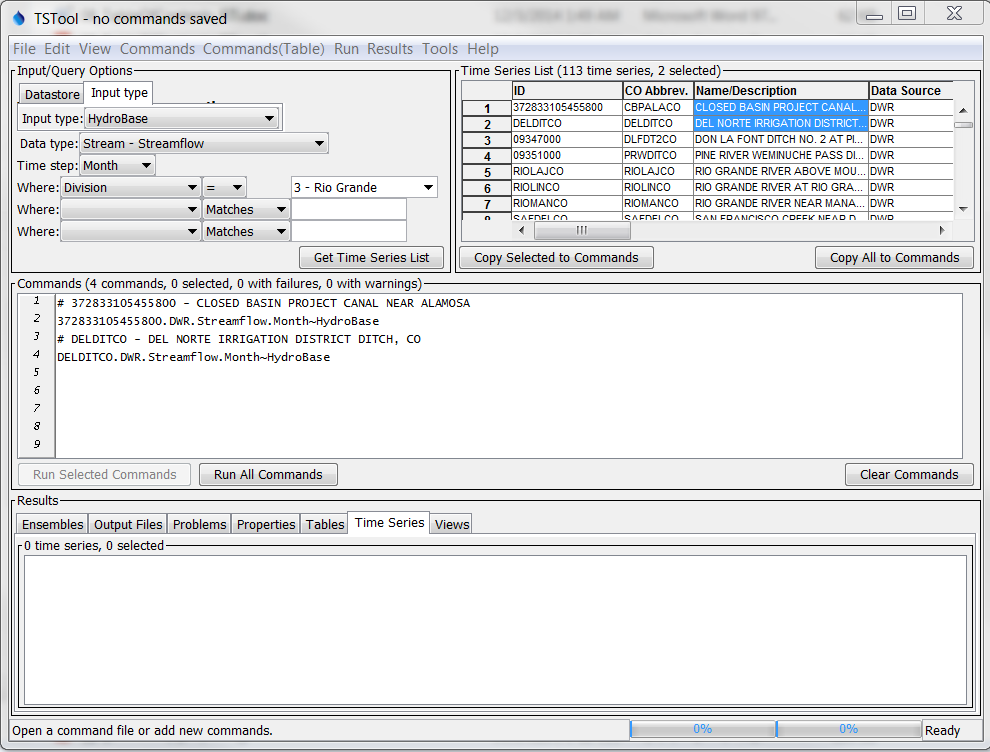 TSTool - no commands saved
File Edit View Commands Commands(Table) Run Results Tools Help
Input/Query Options
Datastore Input type
Input type: HydroBase
Data type: Stream - Streamflow
Time step: Month
Where: Division = 3 - Rio Grande
Where: Matches
Where: Matches
Get Time Series List
Time Series List (113 time series, 2 selected)
ID CO Abbrev. Name/Description Data Source
1 372833105455800 CBPALACO CLOSED BASIN PROJECT CANAL... DWR
2 DELDITCO DELDITCO DEL NORTE IRRIGATION DISTRICT... DWR
3 09347000 DLFDT2CO DON LA FONT DITCH NO. 2 AT PI... DWR
4 09351000 PRWDITCO PINE RIVER WEMINUCHE PASS DI... DWR
5 RIOLAJCO RIOLAJCO RIO GRANDE RIVER ABOVE MOU... DWR
6 RIOLINCO RIOLINCO RIO GRANDE RIVER AT RIO GRA... DWR
7 RIOMANCO RIOMANCO RIO GRANDE RIVER NEAR MANA... DWR
8 SAFDELCO SAFDELCO SAN FRANCISCO CREEK NEAR D... DWR
Copy Selected to Commands Copy All to Commands
Commands (4 commands, 0 selected, 0 with failures, 0 with warnings)
1 # 372833105455800 - CLOSED BASIN PROJECT CANAL NEAR ALAMOSA
2 372833105455800.DWR.Streamflow.Month~HydroBase
3 # DELDITCO - DEL NORTE IRRIGATION DISTRICT DITCH, CO
4 DELDITCO.DWR.Streamflow.Month~HydroBase
5
6
7
8
9
Run Selected Commands Run All Commands Clear Commands
Results
Ensembles Output Files Problems Properties Tables Time Series Views
0 time series, 0 selected
Open a command file or add new commands. 0% 0% Ready